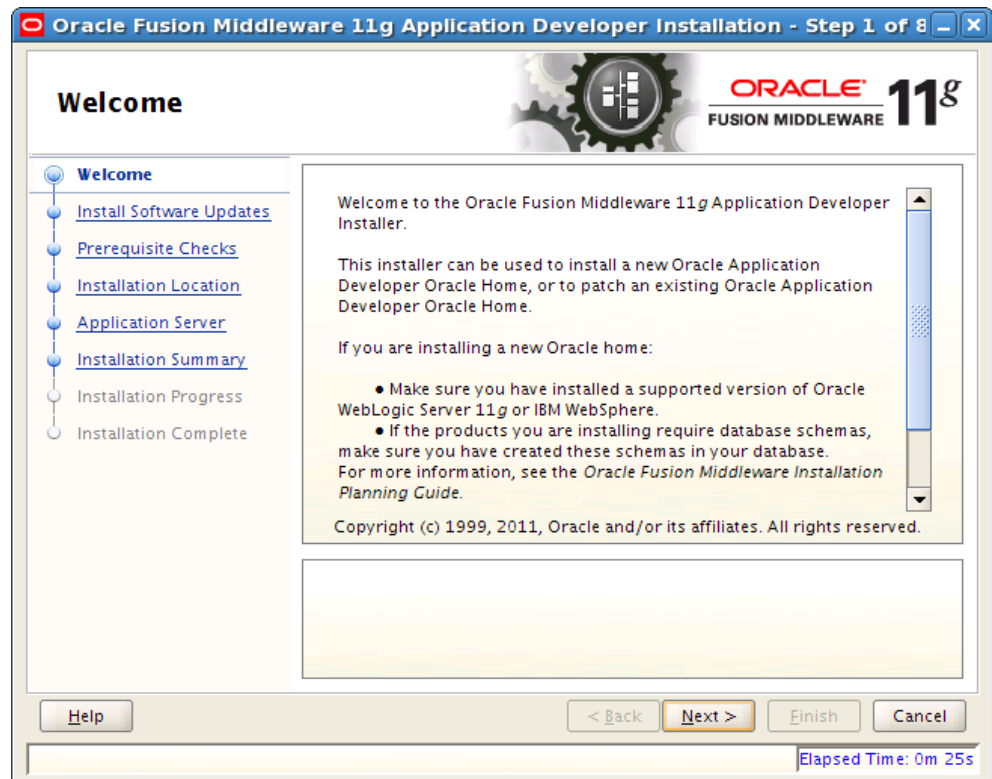 Oracle Fusion Middleware 11g Application Developer Installation - Step 1 of 8
Welcome
ORACLE
FUSION MIDDLEWARE
11g
Welcome
Install Software Updates
Prerequisite Checks
Installation Location
Application Server
Installation Summary
Installation Progress
Installation Complete
Welcome to the Oracle Fusion Middleware 11g Application Developer
Installer.
This installer can be used to install a new Oracle Application
Developer Oracle Home, or to patch an existing Oracle Application
Developer Oracle Home.
If you are installing a new Oracle home:
● Make sure you have installed a supported version of Oracle
WebLogic Server 11g or IBM WebSphere.
● If the products you are installing require database schemas,
make sure you have created these schemas in your database.
For more information, see the Oracle Fusion Middleware Installation
Planning Guide.
Copyright (c) 1999, 2011, Oracle and/or its affiliates. All rights reserved.
Help
< Back
Next >
Finish
Cancel
Elapsed Time: 0m 25s